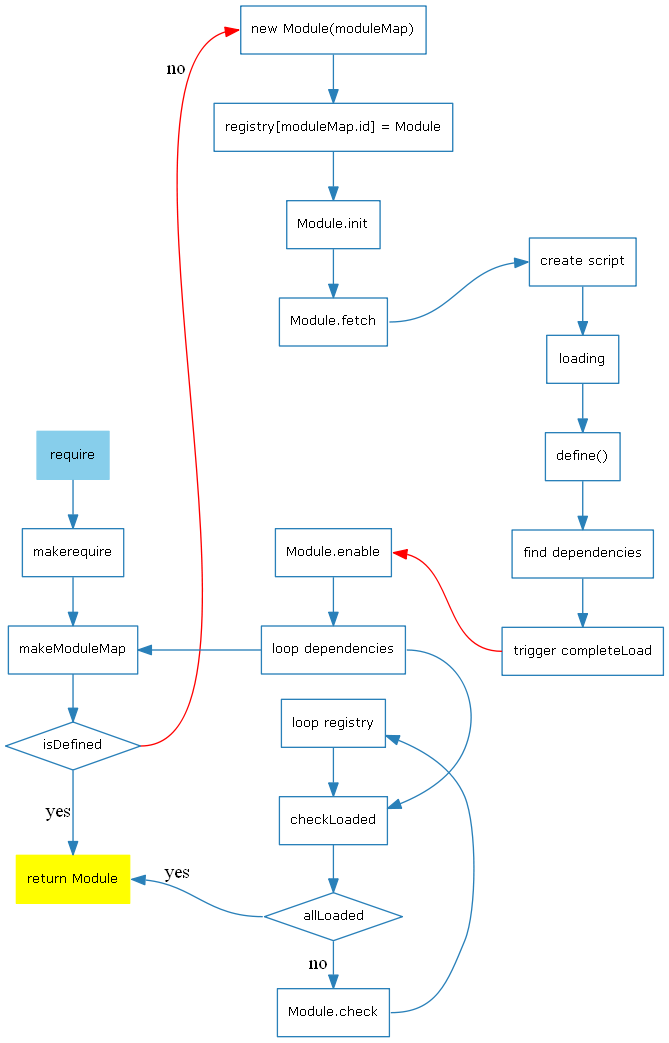 new Module(moduleMap)
no
registry[moduleMap.id] = Module
Module.init
create script
Module.fetch
loading
require
define()
makerequire
Module.enable
find dependencies
makeModuleMap
loop dependencies
trigger completeLoad
loop registry
isDefined
yes
checkLoaded
return Module
yes
allLoaded
no
Module.check